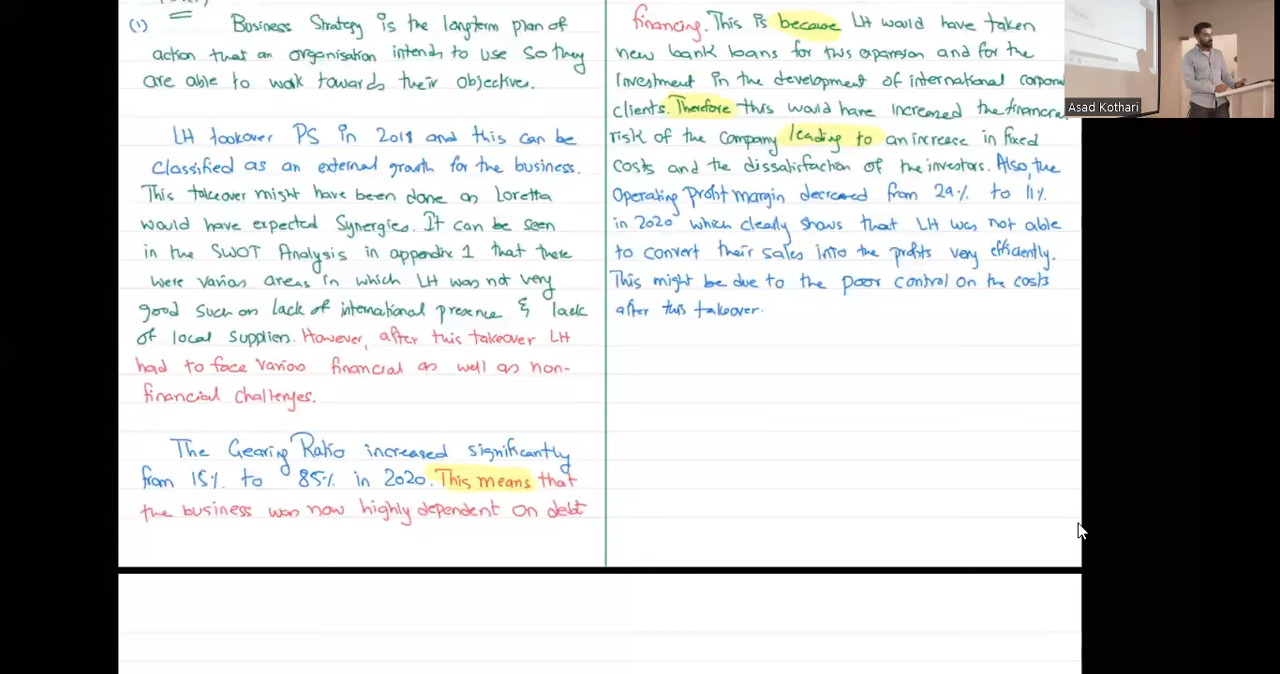 (1) Business Strategy is the longterm plan of
action that an organisation intends to use so they
are able to work towards their objective.
LH tookover PS in 2018 and this can be
classified as an external growth for the business.
This takeover might have been done as Loretta
would have expected Synergies. It can be seen
in the SWOT Analysis in appendix 1 that there
were various areas in which LH was not very
good such as lack of international presence & lack
of local suppliers. However, after this takeover LH
had to face various financial as well as non-
financial challenges.
The Gearing Ratio increased significantly
from 15% to 85% in 2020. This means that
the business was now highly dependent on debt
financing. This is because LH would have taken
new bank loans for this expansion and for the
Investment in the development of international corpora
clients. Therefore this would have increased the financial
risk of the company leading to an increase in fixed
costs and the dissatisfaction of the investors. Also, the
Operating Profit margin decreased from 29% to 11%
in 2020 which clearly shows that LH was not able
to convert their sales into the profits very efficiently.
This might be due to the poor control on the costs
after this takeover.
Asad Kothari